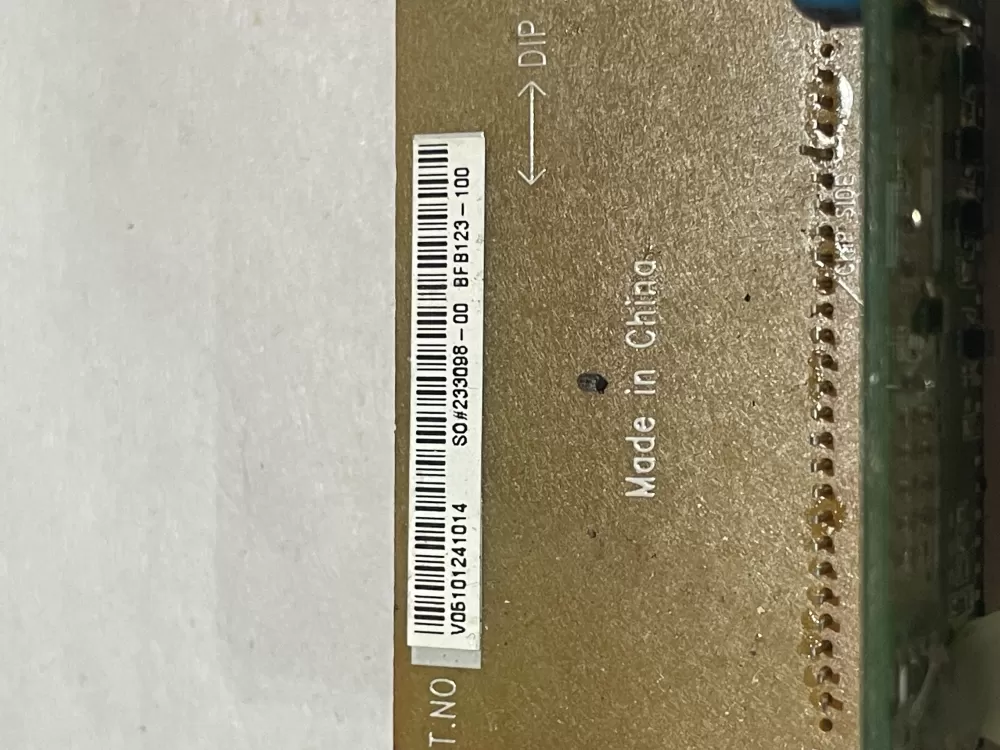 T.NO
V05101241014 SO#233098-00 BFB123-100
DIP
Made in China
CHIP SIDE